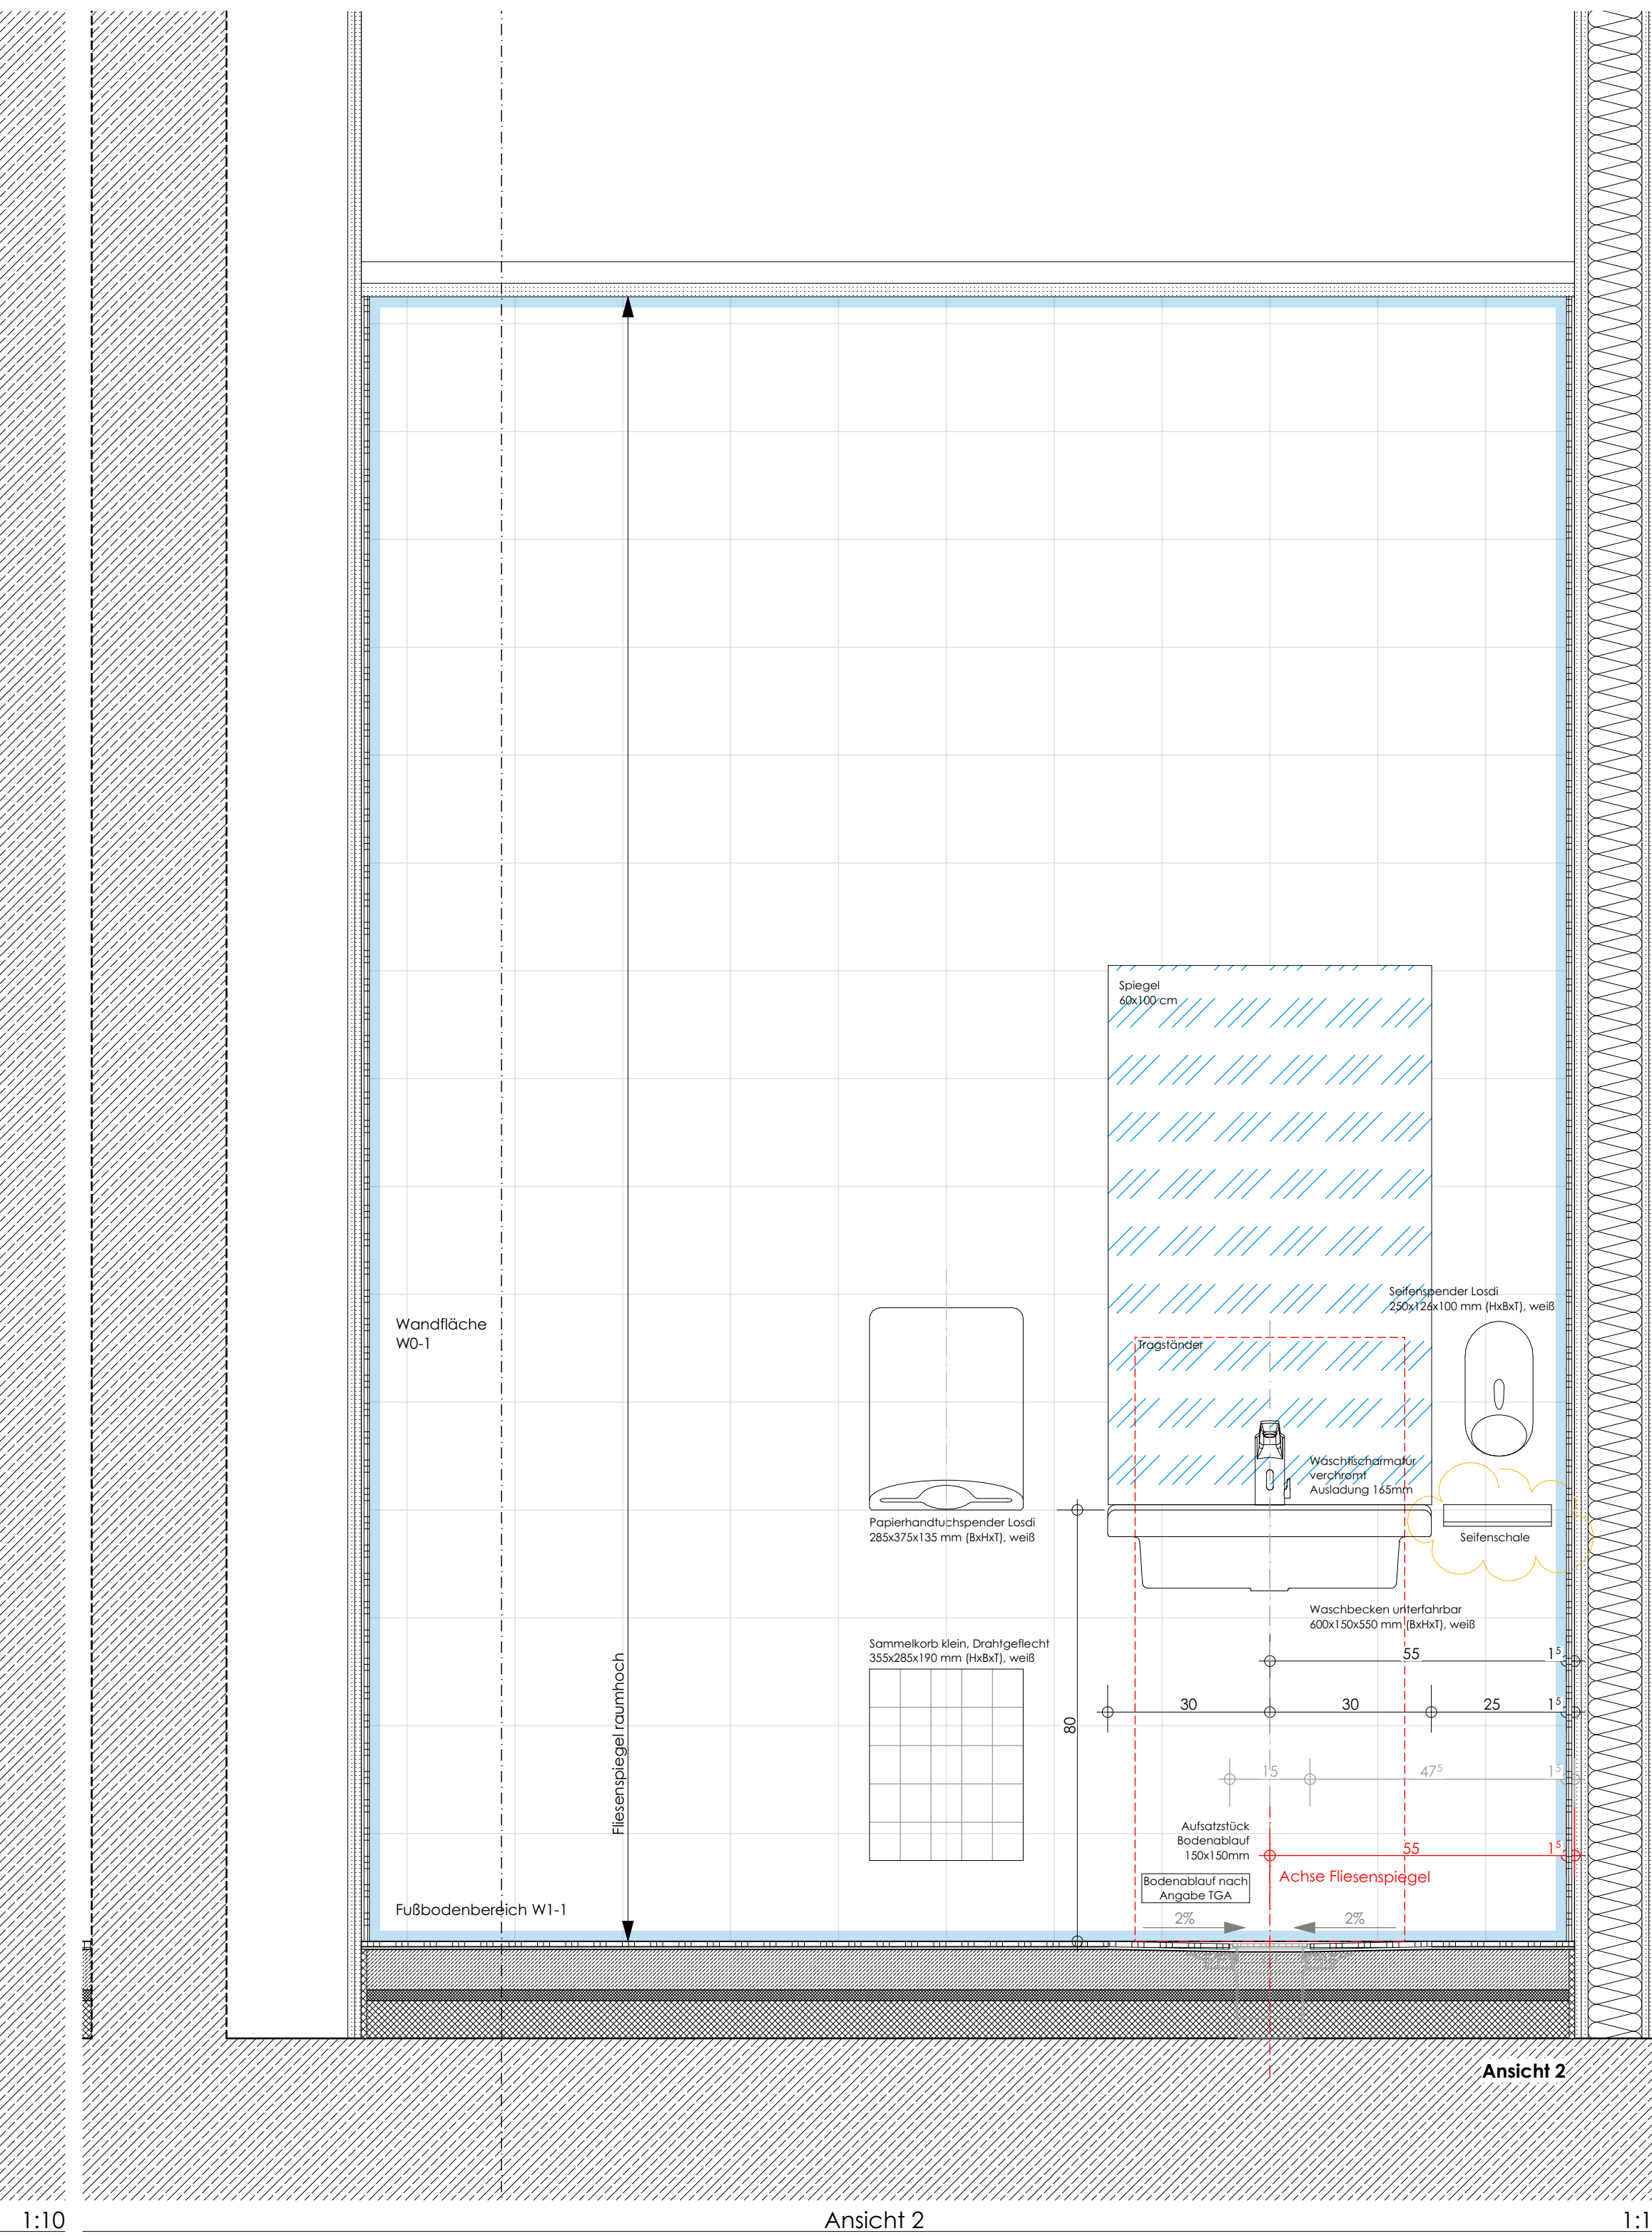 Spiegel
60x100 cm
Seifenspender Losdi
250x126x100 mm (HxBxT), weiß
Wandfläche
W0-1
Tragständer
Waschtischarmatur
verchromt
Ausladung 165mm
Papierhandtuchspender Losdi
285x375x135 mm (BxHxT), weiß
Seifenschale
Waschbecken unterfahrbar
600x150x550 mm (BxHxT), weiß
Sammelkorb klein, Drahtgeflecht
355x285x190 mm (HxBxT), weiß
Fliesenspiegel raumhoch
55 1⁵
30 30 25 1⁵
80
15 47⁵ 1⁵
Aufsatzstück
Bodenablauf
150x150mm
55 1⁵
Achse Fliesenspiegel
Bodenablauf nach
Angabe TGA
Fußbodenbereich W1-1
2% 2%
Ansicht 2
1:10 Ansicht 2 1:1